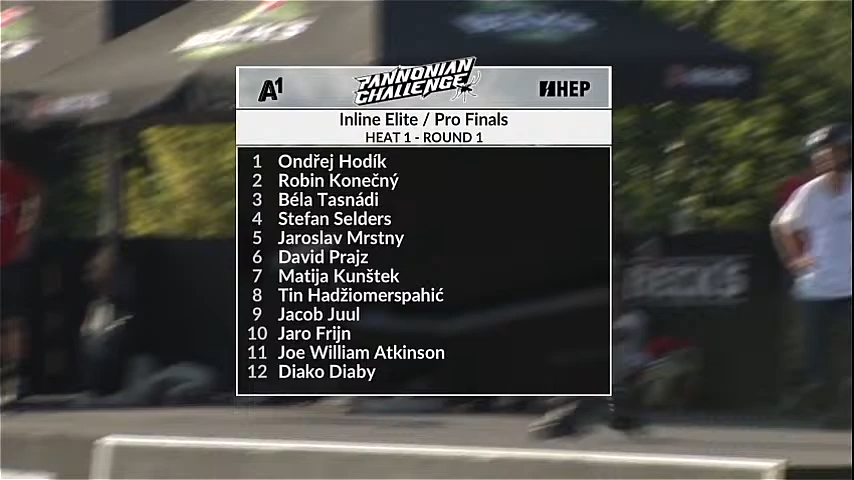 A1
PANNONIAN
CHALLENGE
HEP
Inline Elite / Pro Finals
HEAT 1 - ROUND 1
1 Ondřej Hodík
2 Robin Konečný
3 Béla Tasnádi
4 Stefan Selders
5 Jaroslav Mrstny
6 David Prajz
7 Matija Kunštek
8 Tin Hadžiomerspahić
9 Jacob Juul
10 Jaro Frijn
11 Joe William Atkinson
12 Diako Diaby